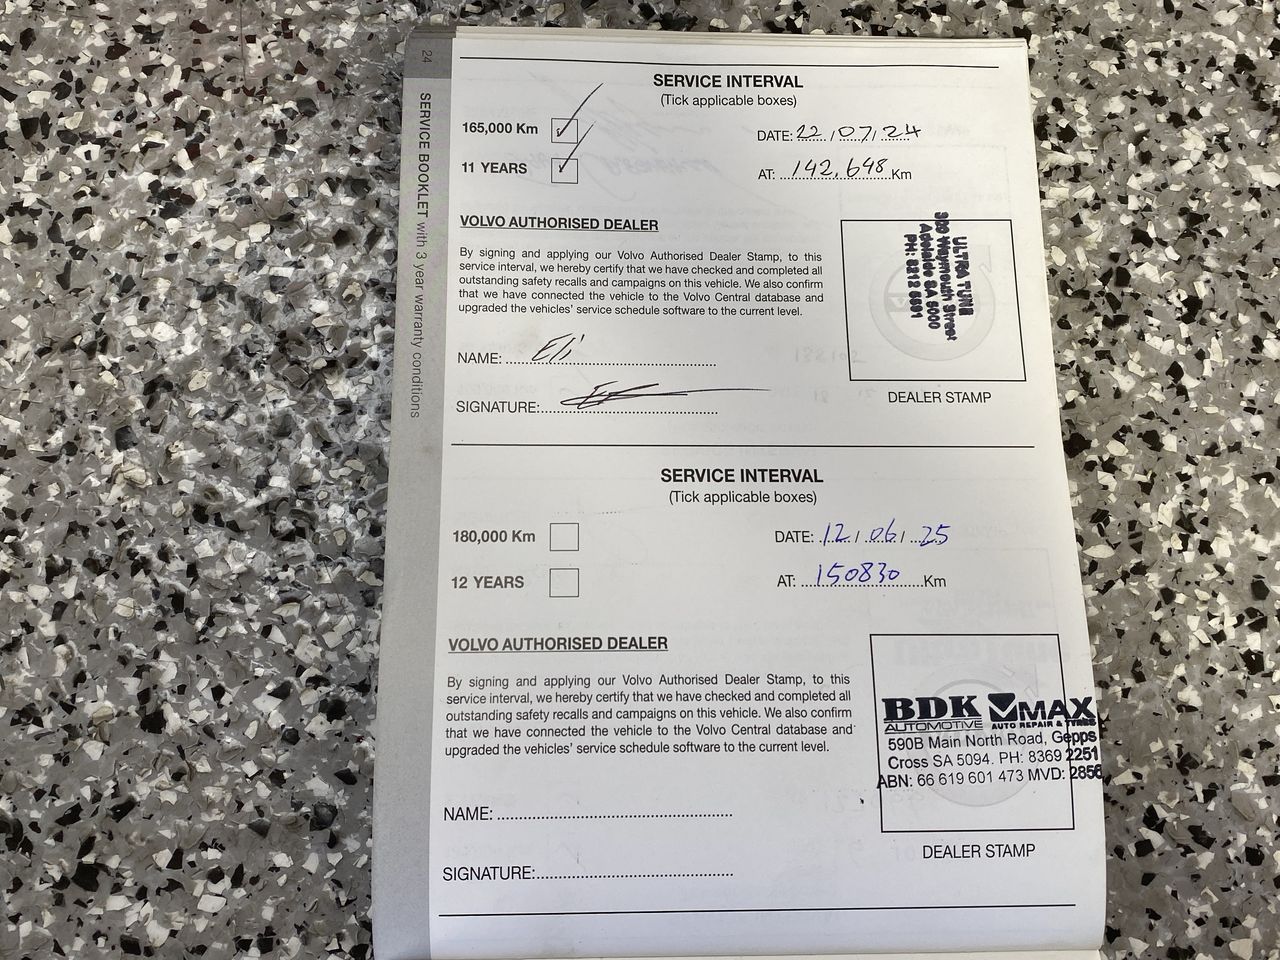 24
SERVICE BOOKLET with 3 year warranty conditions
SERVICE INTERVAL
(Tick applicable boxes)
165,000 Km
DATE: 22/07/24
11 YEARS
AT: 142,648 Km
VOLVO AUTHORISED DEALER
By signing and applying our Volvo Authorised Dealer Stamp, to this
service interval, we hereby certify that we have checked and completed all
outstanding safety recalls and campaigns on this vehicle. We also confirm
that we have connected the vehicle to the Volvo Central database and
upgraded the vehicles' service schedule software to the current level.
NAME: Eli
SIGNATURE:
ULTRA TUNE
Waymouth Street
Adelaide SA 5000
PH: 8212 5691
DEALER STAMP
SERVICE INTERVAL
(Tick applicable boxes)
180,000 Km
DATE: 12/06/25
12 YEARS
AT: 150830 Km
VOLVO AUTHORISED DEALER
By signing and applying our Volvo Authorised Dealer Stamp, to this
service interval, we hereby certify that we have checked and completed all
outstanding safety recalls and campaigns on this vehicle. We also confirm
that we have connected the vehicle to the Volvo Central database and
upgraded the vehicles' service schedule software to the current level.
NAME:
SIGNATURE:
BDK VMAX
AUTOMOTIVE AUTO REPAIR & TYRES
590B Main North Road, Gepps
Cross SA 5094. PH: 8369 2251
ABN: 66 619 601 473 MVD: 2856
DEALER STAMP